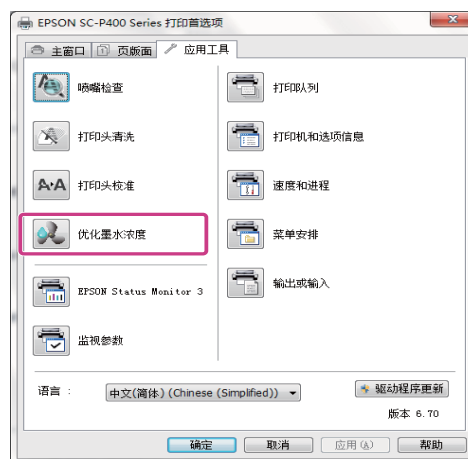 EPSON SC-P400 Series 打印首选项
主窗口 页版面 应用工具
喷嘴检查
打印头清洗
A·A 打印头校准
优化墨水浓度
EPSON Status Monitor 3
监视参数
打印队列
打印机和选项信息
速度和进程
菜单安排
输出或输入
语言 : 中文(简体) (Chinese (Simplified)) 驱动程序更新
版本 6.70
确定 取消 应用(A) 帮助